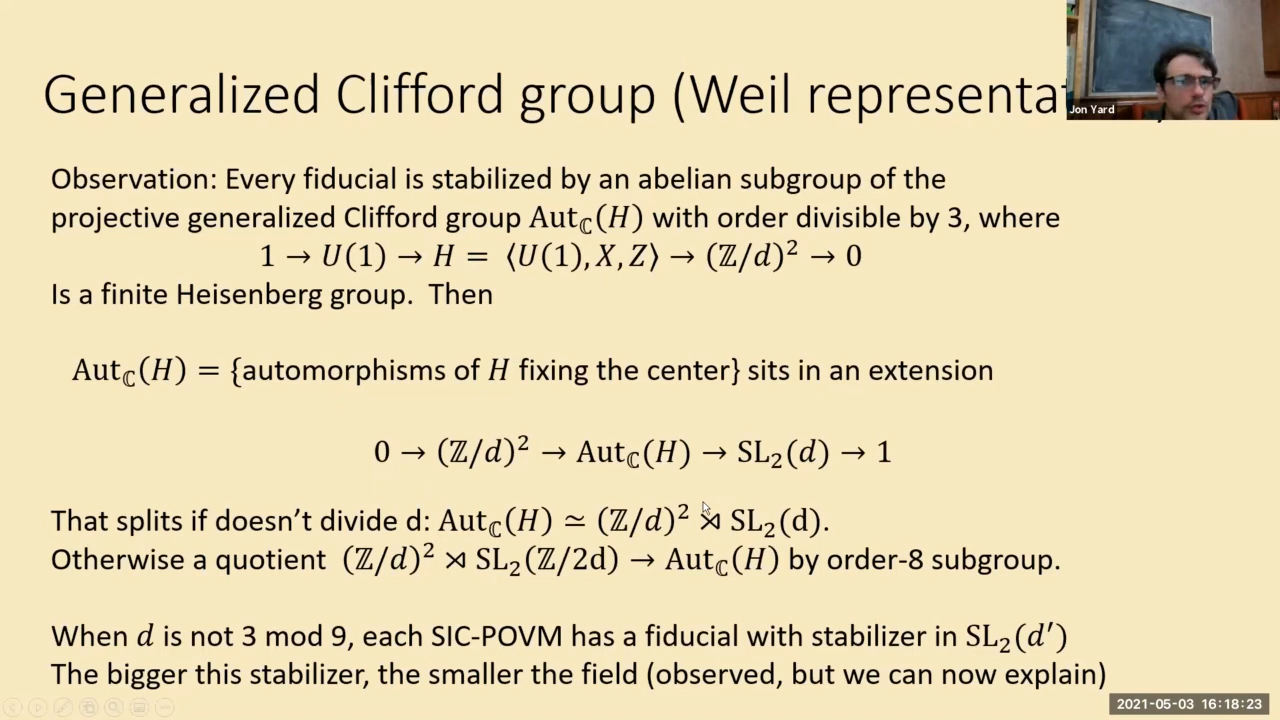 Generalized Clifford group (Weil
Jon Yard
Observation: Every fiducial is stabilized by an abelian subgroup of the
projective generalized Clifford group Aut_ℂ(H) with order divisible by 3, where
1 → U(1) → H = ⟨U(1), X, Z⟩ → (ℤ/d)² → 0
Is a finite Heisenberg group. Then
Aut_ℂ(H) = {automorphisms of H fixing the center} sits in an extension
0 → (ℤ/d)² → Aut_ℂ(H) → SL₂(d) → 1
That splits if doesn’t divide d: Aut_ℂ(H) ≃ (ℤ/d)² ⋊ SL₂(d).
Otherwise a quotient (ℤ/d)² ⋊ SL₂(ℤ/2d) → Aut_ℂ(H) by order-8 subgroup.
When d is not 3 mod 9, each SIC-POVM has a fiducial with stabilizer in SL₂(d′)
The bigger this stabilizer, the smaller the field (observed, but we can now explain)
2021-05-03 16:18:23